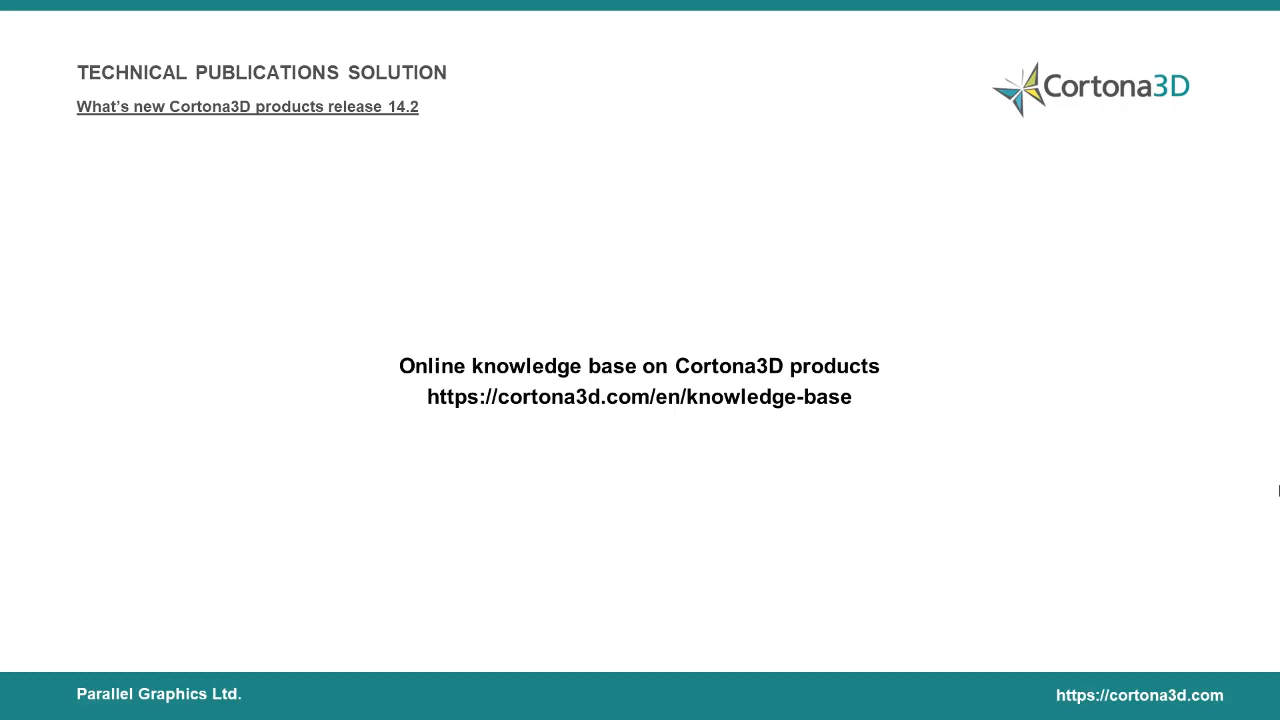 TECHNICAL PUBLICATIONS SOLUTION
What's new Cortona3D products release 14.2
Cortona3D
Online knowledge base on Cortona3D products
https://cortona3d.com/en/knowledge-base
Parallel Graphics Ltd.
https://cortona3d.com